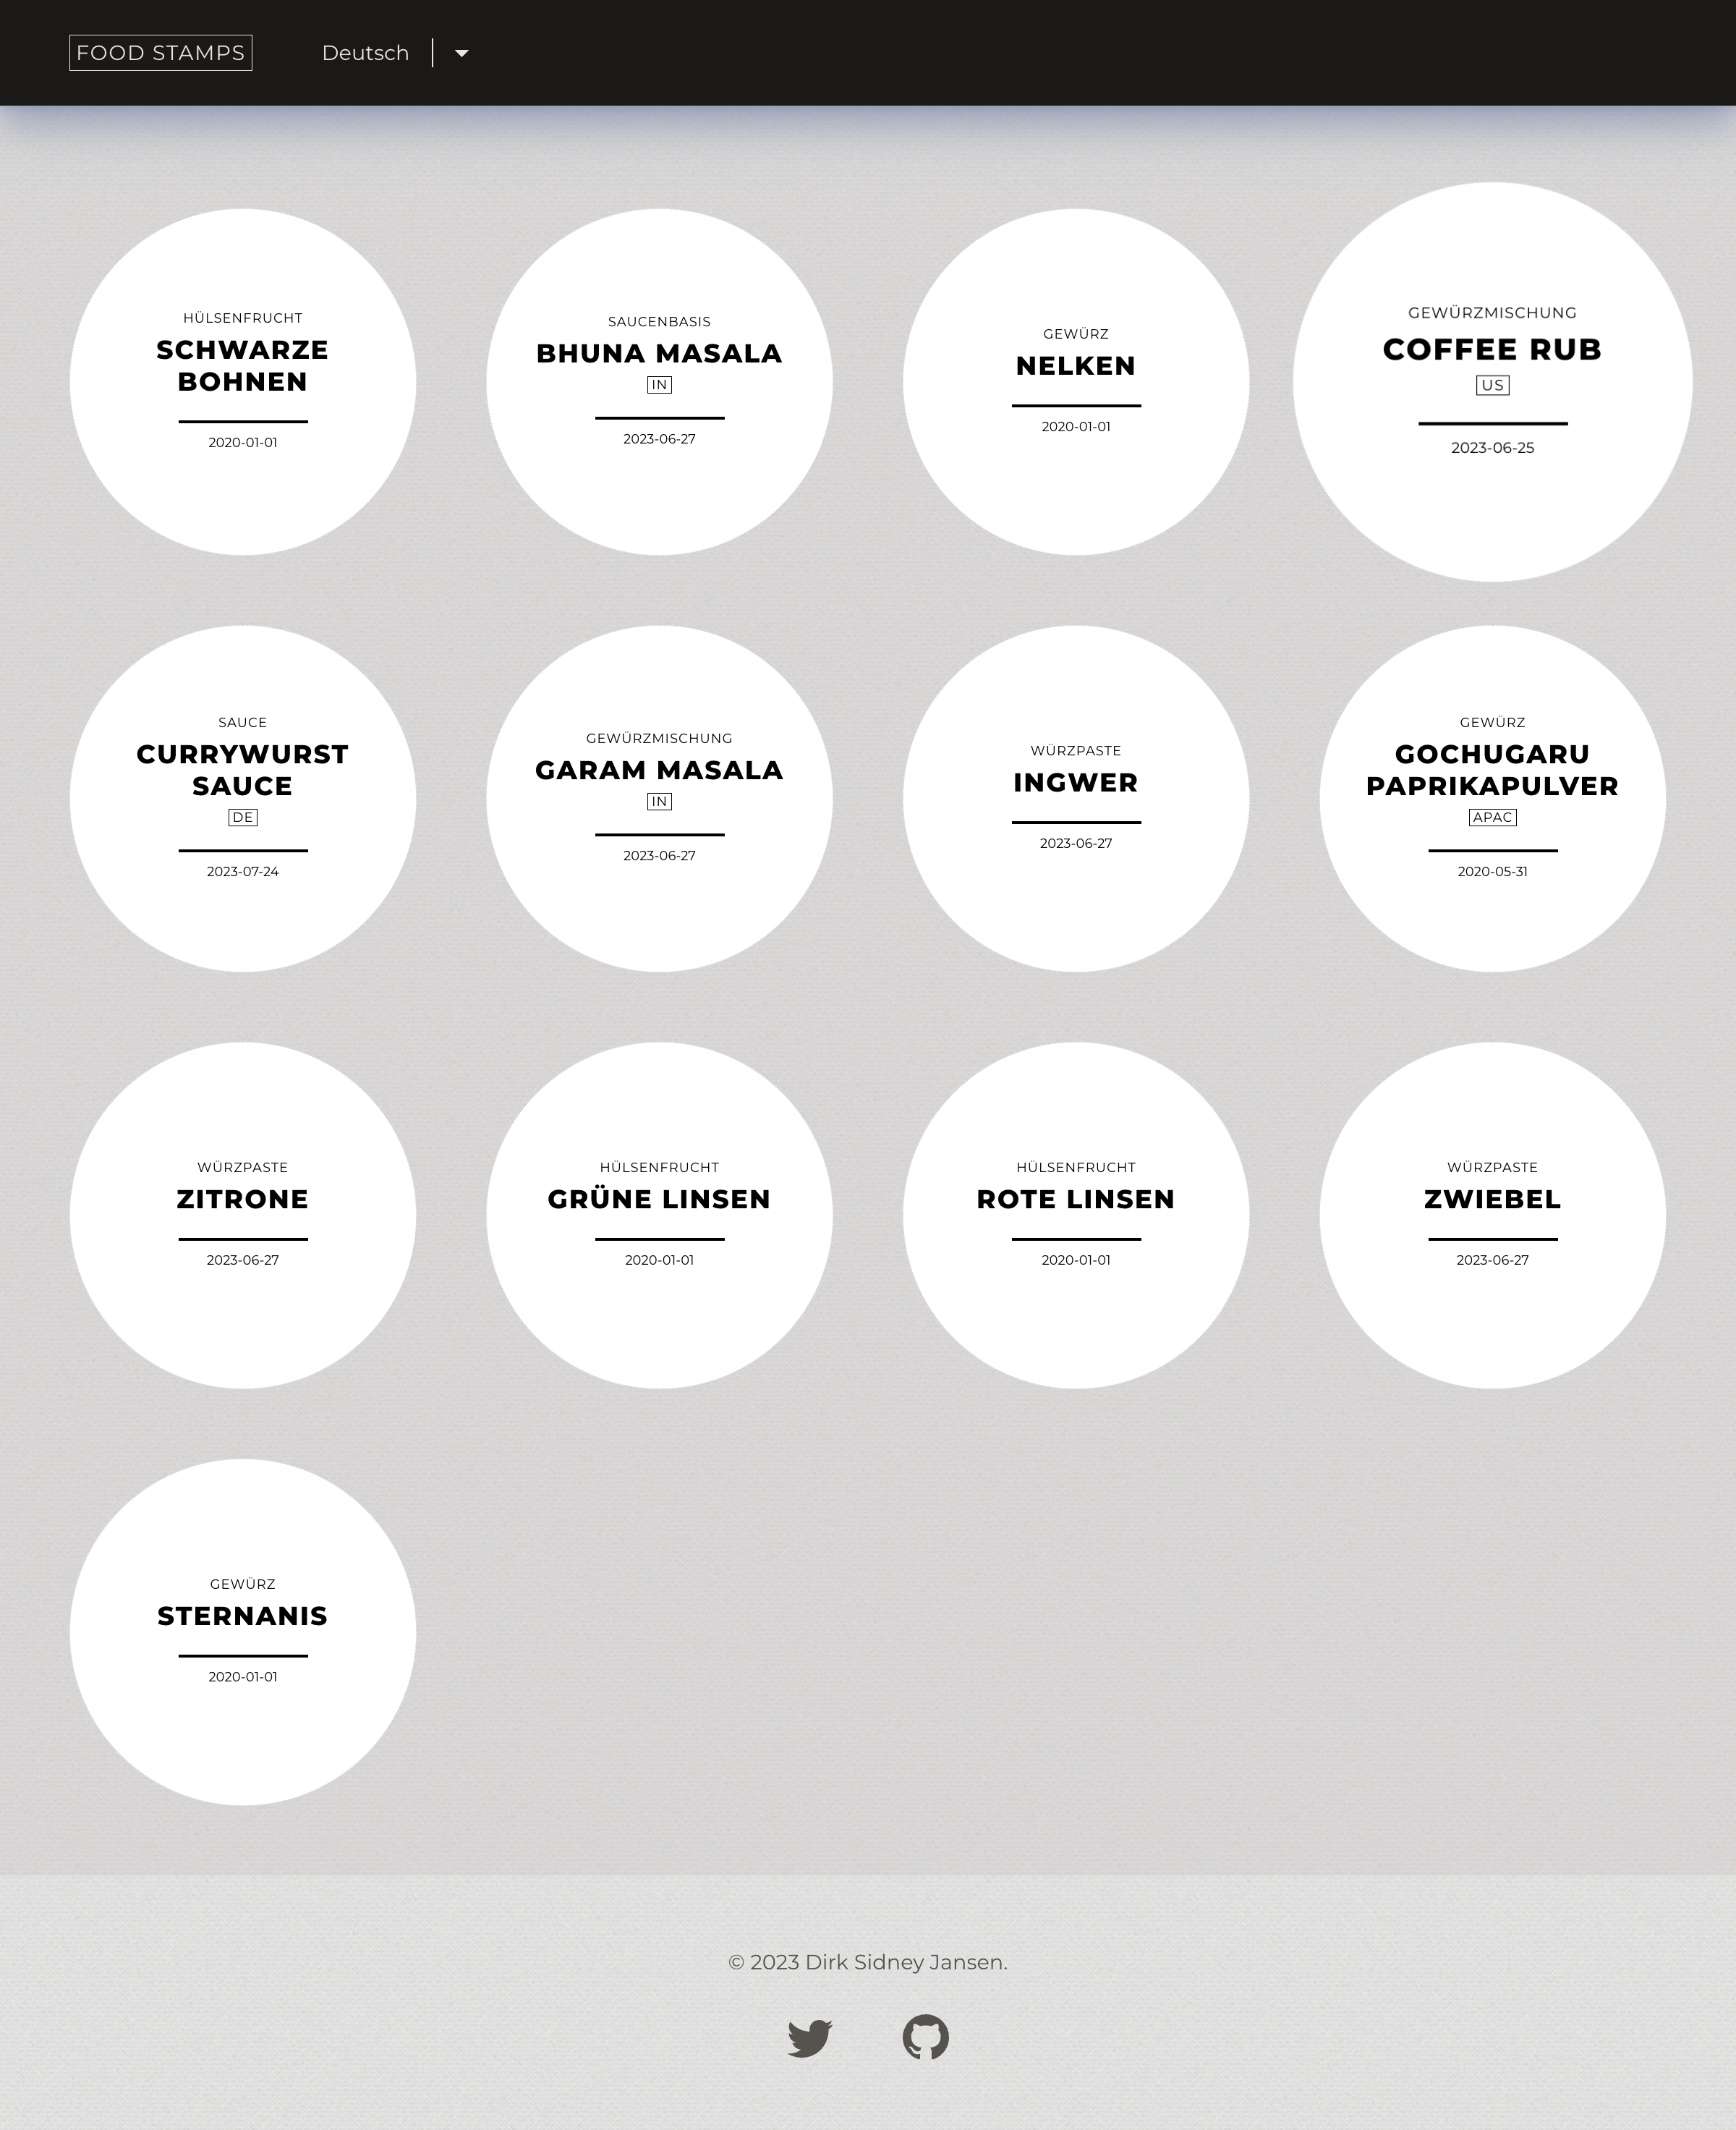 FOOD STAMPS
Deutsch
HÜLSENFRUCHT
SCHWARZE
BOHNEN
2020-01-01
SAUCENBASIS
BHUNA MASALA
IN
2023-06-27
GEWÜRZ
NELKEN
2020-01-01
GEWÜRZMISCHUNG
COFFEE RUB
US
2023-06-25
SAUCE
CURRYWURST
SAUCE
DE
2023-07-24
GEWÜRZMISCHUNG
GARAM MASALA
IN
2023-06-27
WÜRZPASTE
INGWER
2023-06-27
GEWÜRZ
GOCHUGARU
PAPRIKAPULVER
APAC
2020-05-31
WÜRZPASTE
ZITRONE
2023-06-27
HÜLSENFRUCHT
GRÜNE LINSEN
2020-01-01
HÜLSENFRUCHT
ROTE LINSEN
2020-01-01
WÜRZPASTE
ZWIEBEL
2023-06-27
GEWÜRZ
STERNANIS
2020-01-01
© 2023 Dirk Sidney Jansen.